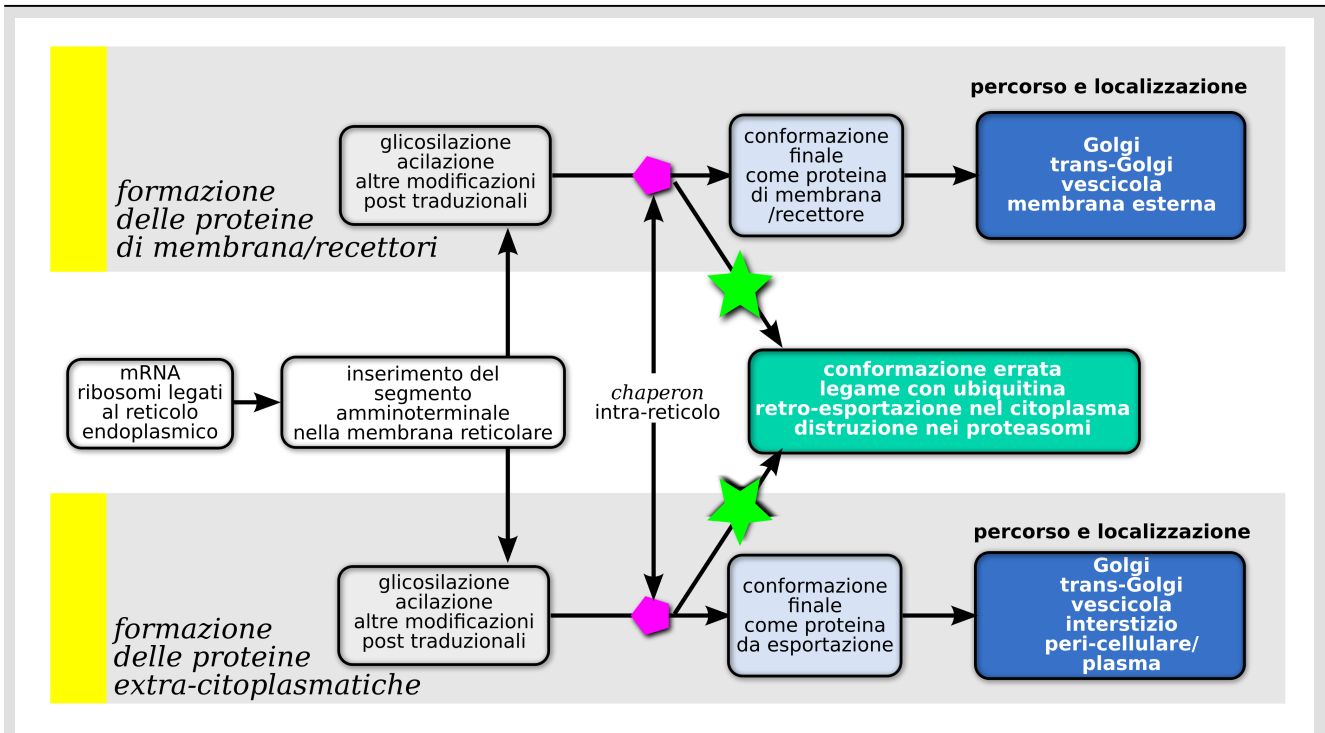 percorso e localizzazione
glicosilazione
acilazione
altre modificazioni
post traduzionali
conformazione
finale
come proteina
di membrana
/recettore
Golgi
trans-Golgi
vescicola
membrana esterna
formazione
delle proteine
di membrana/recettori
mRNA
ribosomi legati
al reticolo
endoplasmico
inserimento del
segmento
amminoterminale
nella membrana reticolare
chaperon
intra-reticolo
conformazione errata
legame con ubiquitina
retro-esportazione nel citoplasma
distruzione nei proteasomi
percorso e localizzazione
glicosilazione
acilazione
altre modificazioni
post traduzionali
conformazione
finale
come proteina
da esportazione
Golgi
trans-Golgi
vescicola
interstizio
peri-cellulare/
plasma
formazione
delle proteine
extra-citoplasmatiche